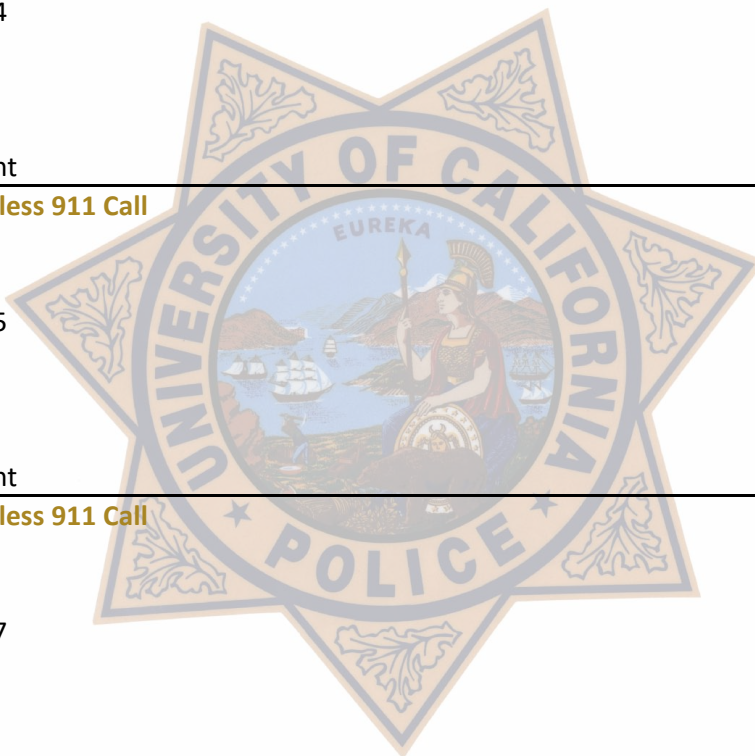 4
nt
less 911 Call
UNIVERSITY OF CALIFORNIA
EUREKA
5
nt
less 911 Call
POLICE
7